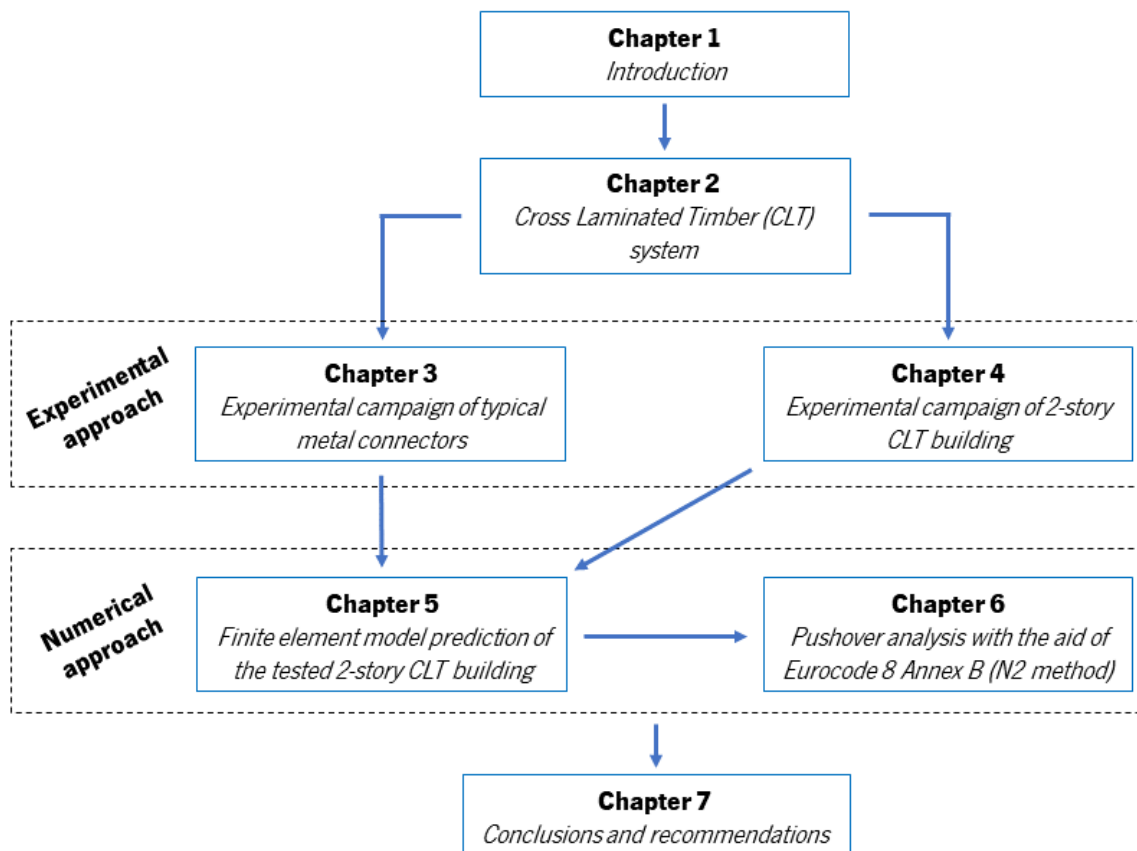 Chapter 1
Introduction
Chapter 2
Cross Laminated Timber (CLT)
system
Experimental
approach
Chapter 3
Experimental campaign of typical
metal connectors
Chapter 4
Experimental campaign of 2-story
CLT building
Numerical
approach
Chapter 5
Finite element model prediction of
the tested 2-story CLT building
Chapter 6
Pushover analysis with the aid of
Eurocode 8 Annex B (N2 method)
Chapter 7
Conclusions and recommendations